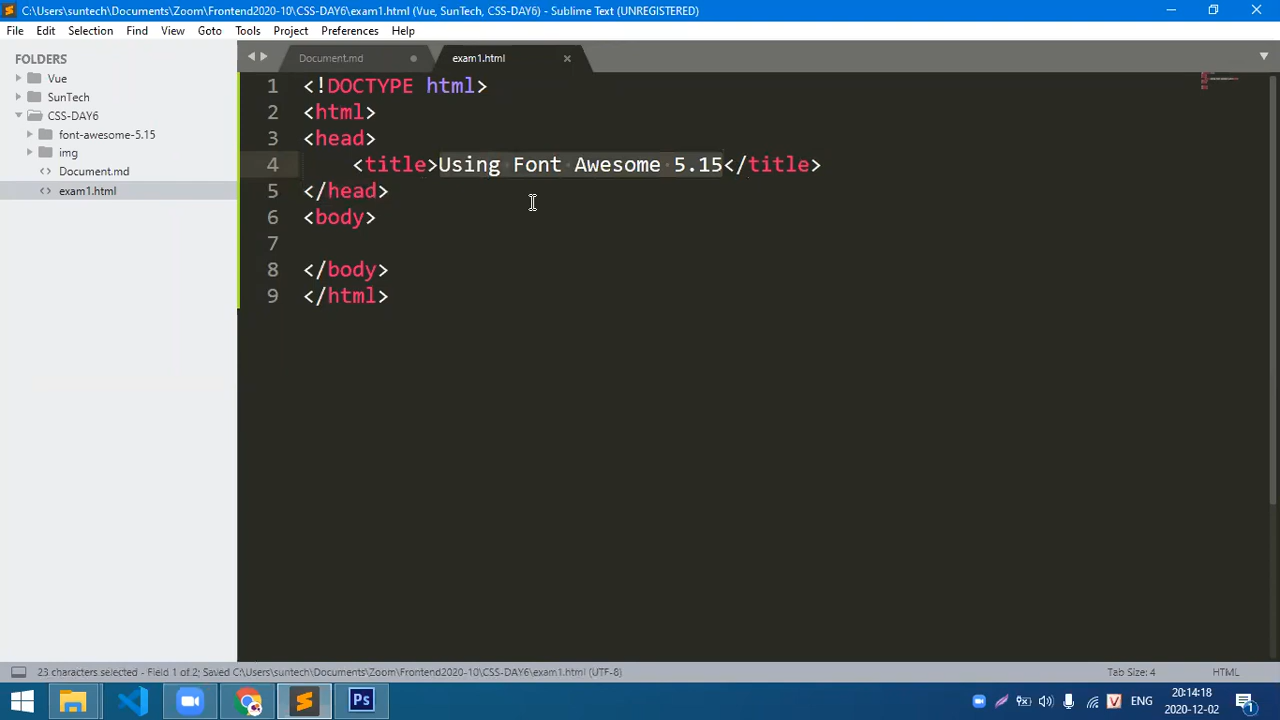 C:\Users\suntech\Documents\Zoom\Frontend2020-10\CSS-DAY6\exam1.html (Vue, SunTech, CSS-DAY6) - Sublime Text (UNREGISTERED)
File Edit Selection Find View Goto Tools Project Preferences Help
FOLDERS
Vue
SunTech
CSS-DAY6
font-awesome-5.15
img
Document.md
exam1.html
Document.md exam1.html
1 <!DOCTYPE html>
2 <html>
3 <head>
4 <title>Using Font Awesome 5.15</title>
5 </head>
6 <body>
7
8 </body>
9 </html>
23 characters selected - Field 1 of 2; Saved C:\Users\suntech\Documents\Zoom\Frontend2020-10\CSS-DAY6\exam1.html (UTF-8) Tab Size: 4 HTML
Ps
V ENG
20:14:18
2020-12-02
1